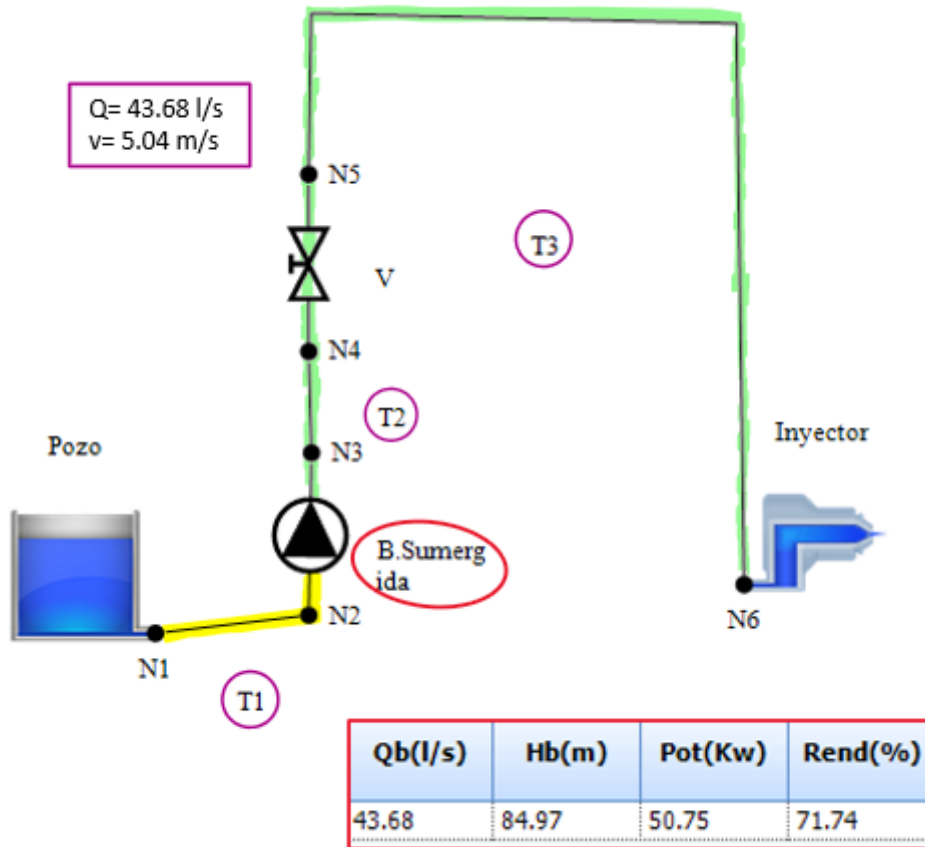 Q= 43.68 l/s
v= 5.04 m/s
N5
T3
V
N4
T2
Pozo
N3
Inyector
B.Sumerg
ida
N2
N6
N1
T1
Qb(l/s) Hb(m) Pot(Kw) Rend(%)
43.68 84.97 50.75 71.74